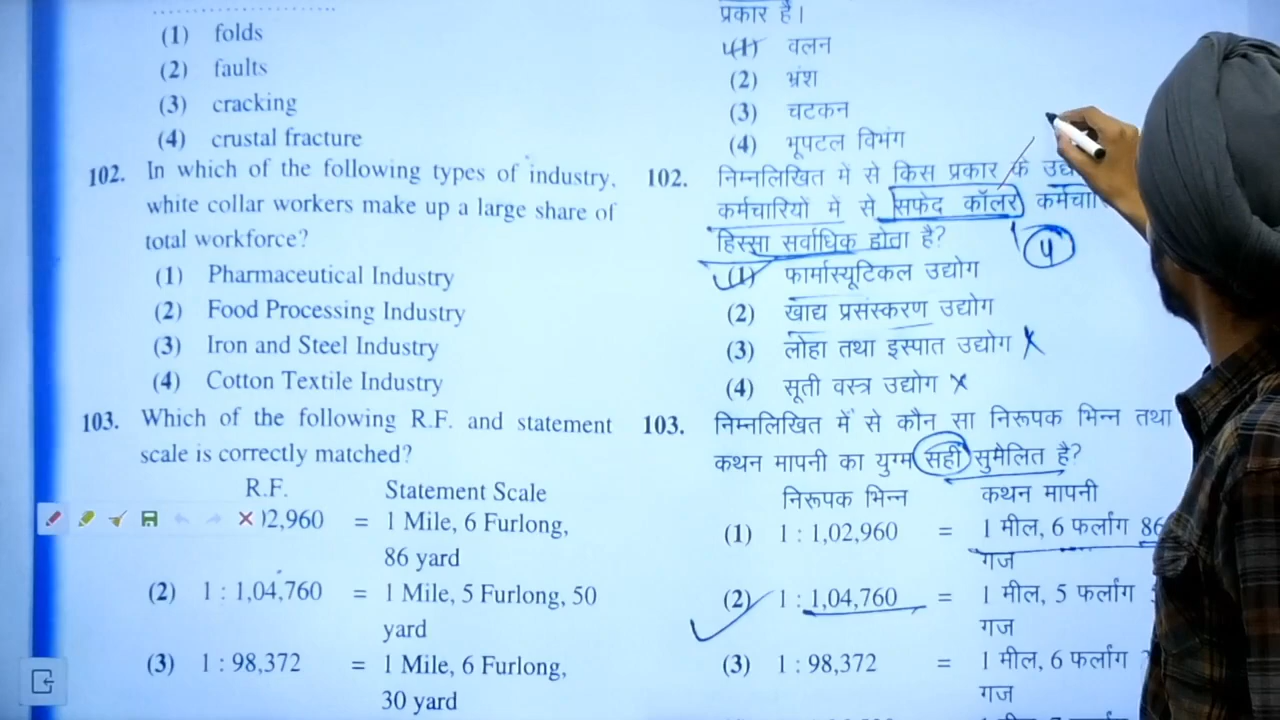 (1) folds
(2) faults
(3) cracking
(4) crustal fracture
102. In which of the following types of industry, white collar workers make up a large share of total workforce?
(1) Pharmaceutical Industry
(2) Food Processing Industry
(3) Iron and Steel Industry
(4) Cotton Textile Industry
103. Which of the following R.F. and statement scale is correctly matched?
R.F. Statement Scale
02,960 = 1 Mile, 6 Furlong,
86 yard
(2) 1 : 1,04,760 = 1 Mile, 5 Furlong, 50
yard
(3) 1 : 98,372 = 1 Mile, 6 Furlong,
30 yard
प्रकार है।
(1) वलन
(2) भ्रंश
(3) चटकन
(4) भूपटल विभंग
102. निम्नलिखित में से किस प्रकार के
कर्मचारियों में से सफेद कॉलर
हिस्सा सर्वाधिक होता है?
4
(1) फार्मास्यूटिकल उद्योग
(2) खाद्य प्रसंस्करण उद्योग
(3) लोहा तथा इस्पात उद्योग
(4) सूती वस्त्र उद्योग
103. निम्नलिखित में से कौन सा निरूपक भिन्न तथा
कथन मापनी का युग्म सही सुमेलित है?
निरूपक भिन्न कथन मापनी
(1) 1 : 1,02,960 = 1 मील, 6 फर्लांग 86
गज
(2) 1 : 1,04,760 = 1 मील, 5 फर्लांग
गज
(3) 1 : 98,372 = 1 मील, 6 फर्लांग
गज